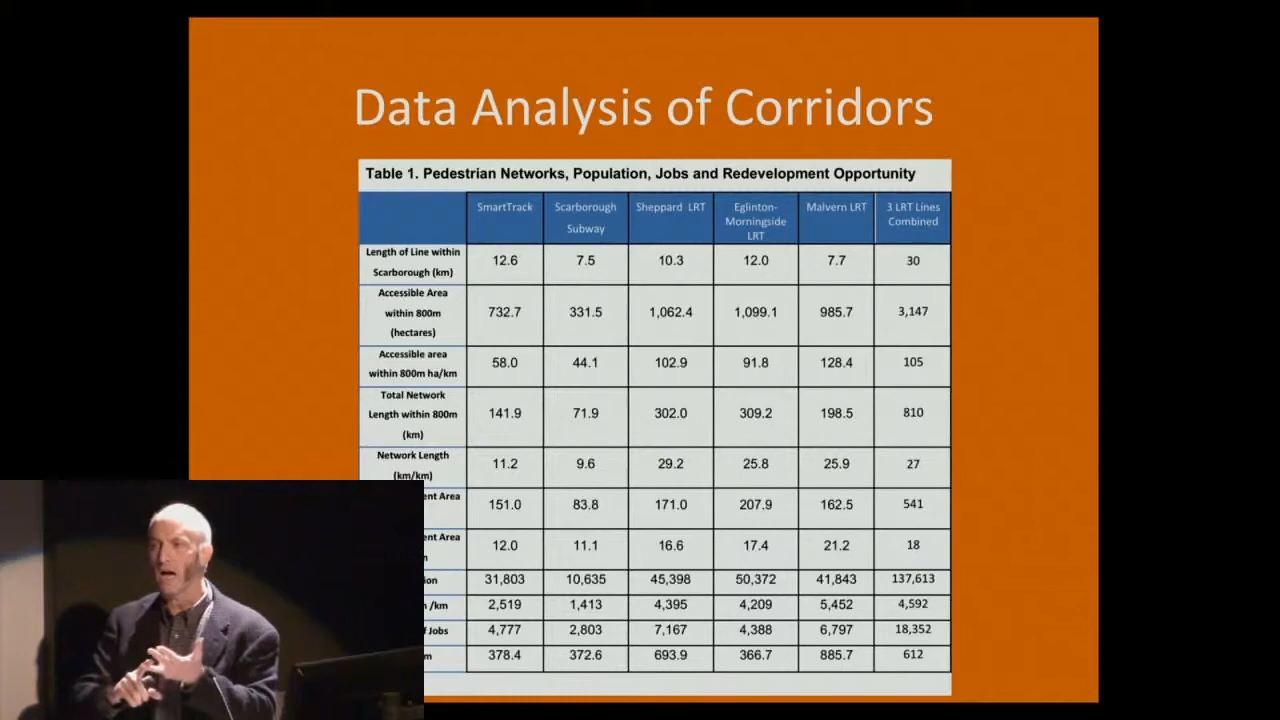 Data Analysis of Corridors
Table 1. Pedestrian Networks, Population, Jobs and Redevelopment Opportunity
SmartTrack Scarborough Subway Sheppard LRT Eglinton-Morningside LRT Malvern LRT 3 LRT Lines Combined
Length of Line within Scarborough (km) 12.6 7.5 10.3 12.0 7.7 30
Accessible Area within 800m (hectares) 732.7 331.5 1,062.4 1,099.1 985.7 3,147
Accessible area within 800m ha/km 58.0 44.1 102.9 91.8 128.4 105
Total Network Length within 800m (km) 141.9 71.9 302.0 309.2 198.5 810
Network Length (km/km) 11.2 9.6 29.2 25.8 25.9 27
ent Area 151.0 83.8 171.0 207.9 162.5 541
ent Area 12.0 11.1 16.6 17.4 21.2 18
ion 31,803 10,635 45,398 50,372 41,843 137,613
/km 2,519 1,413 4,395 4,209 5,452 4,592
Jobs 4,777 2,803 7,167 4,388 6,797 18,352
m 378.4 372.6 693.9 366.7 885.7 612